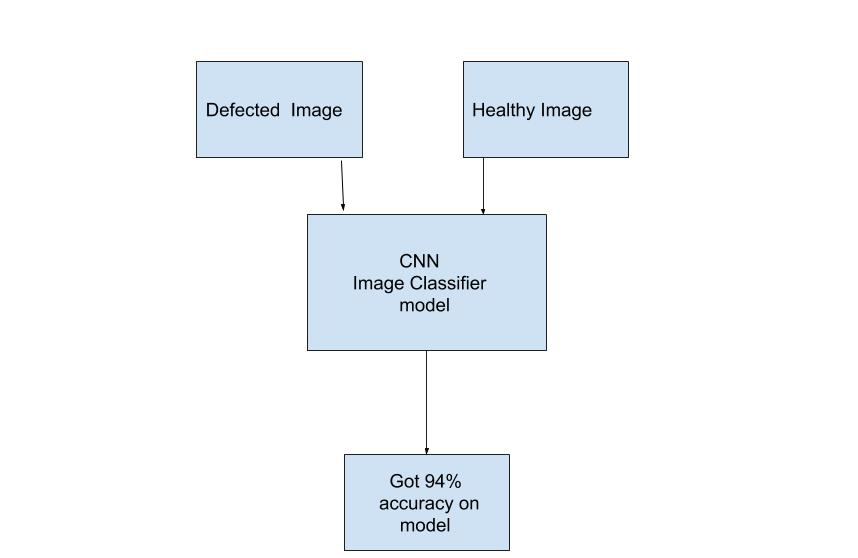 Defected  Image
Healthy Image
CNN
Image Classifier
model
Got 94%
accuracy on
model